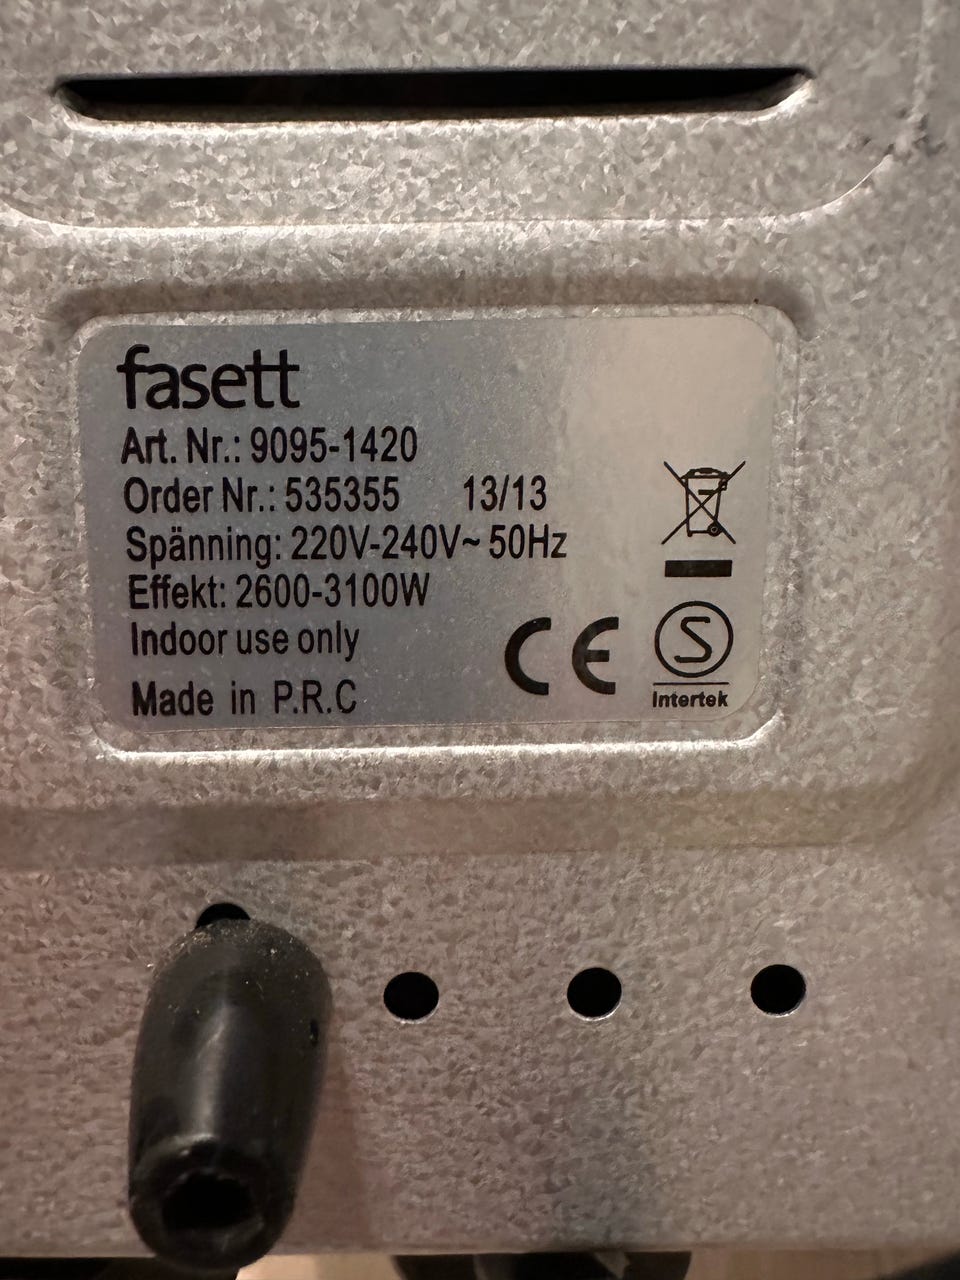 fasett
Art. Nr.: 9095-1420
Order Nr.: 535355 13/13
Spänning: 220V-240V~ 50Hz
Effekt: 2600-3100W
Indoor use only
Made in P.R.C
CE
S
Intertek